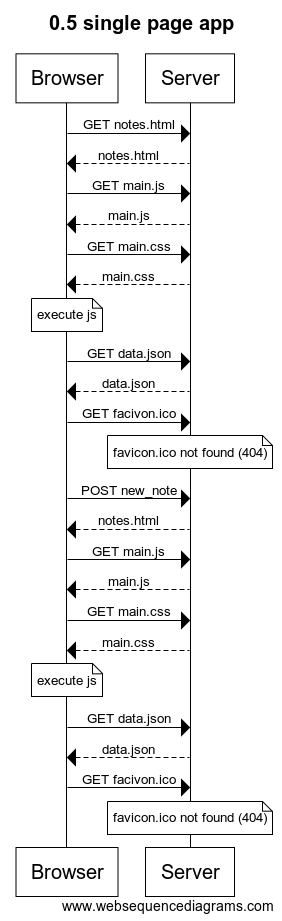 0.5 single page app
Browser Server
GET notes.html
notes.html
GET main.js
main.js
GET main.css
main.css
execute js
GET data.json
data.json
GET facivon.ico
favicon.ico not found (404)
POST new_note
notes.html
GET main.js
main.js
GET main.css
main.css
execute js
GET data.json
data.json
GET facivon.ico
favicon.ico not found (404)
Browser Server
www.websequencediagrams.com